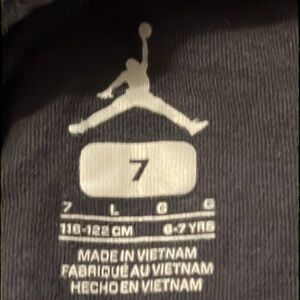 7
7 L G G
116-122 CM 6-7 YRS
MADE IN VIETNAM
FABRIQUÉ AU VIETNAM
HECHO EN VIETNAM